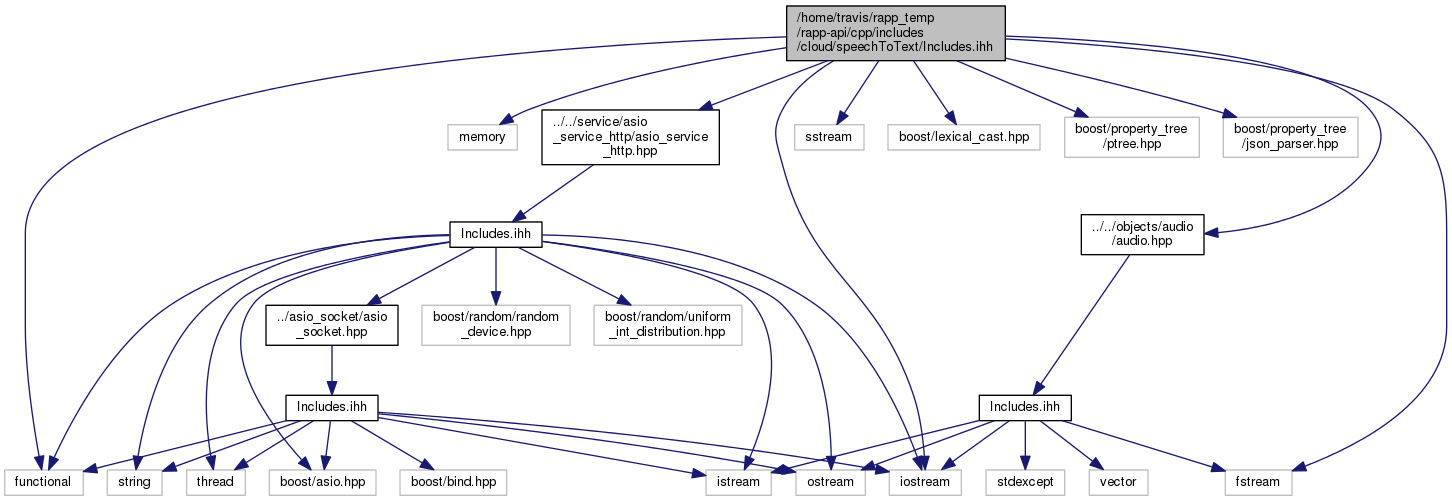 /home/travis/rapp_temp
/rapp-api/cpp/includes
/cloud/speechToText/Includes.ihh
memory
../../service/asio
_service_http/asio_service
_http.hpp
sstream
boost/lexical_cast.hpp
boost/property_tree
/ptree.hpp
boost/property_tree
/json_parser.hpp
Includes.ihh
../../objects/audio
/audio.hpp
../asio_socket/asio
_socket.hpp
boost/random/random
_device.hpp
boost/random/uniform
_int_distribution.hpp
Includes.ihh
Includes.ihh
functional
string
thread
boost/asio.hpp
boost/bind.hpp
istream
ostream
iostream
stdexcept
vector
fstream